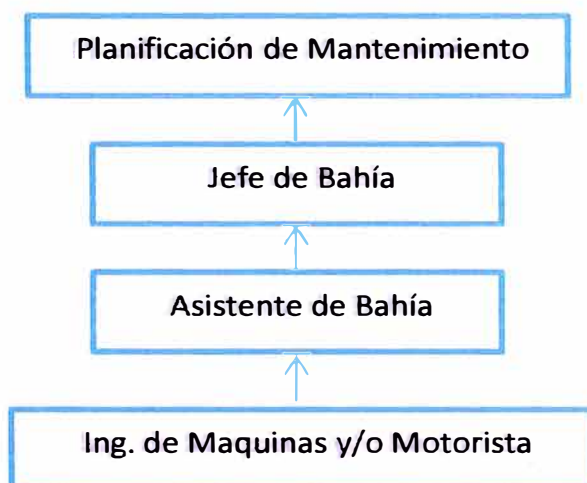 Planificación de Mantenimiento
Jefe de Bahía
Asistente de Bahía
Ing. de Maquinas y/o Motorista